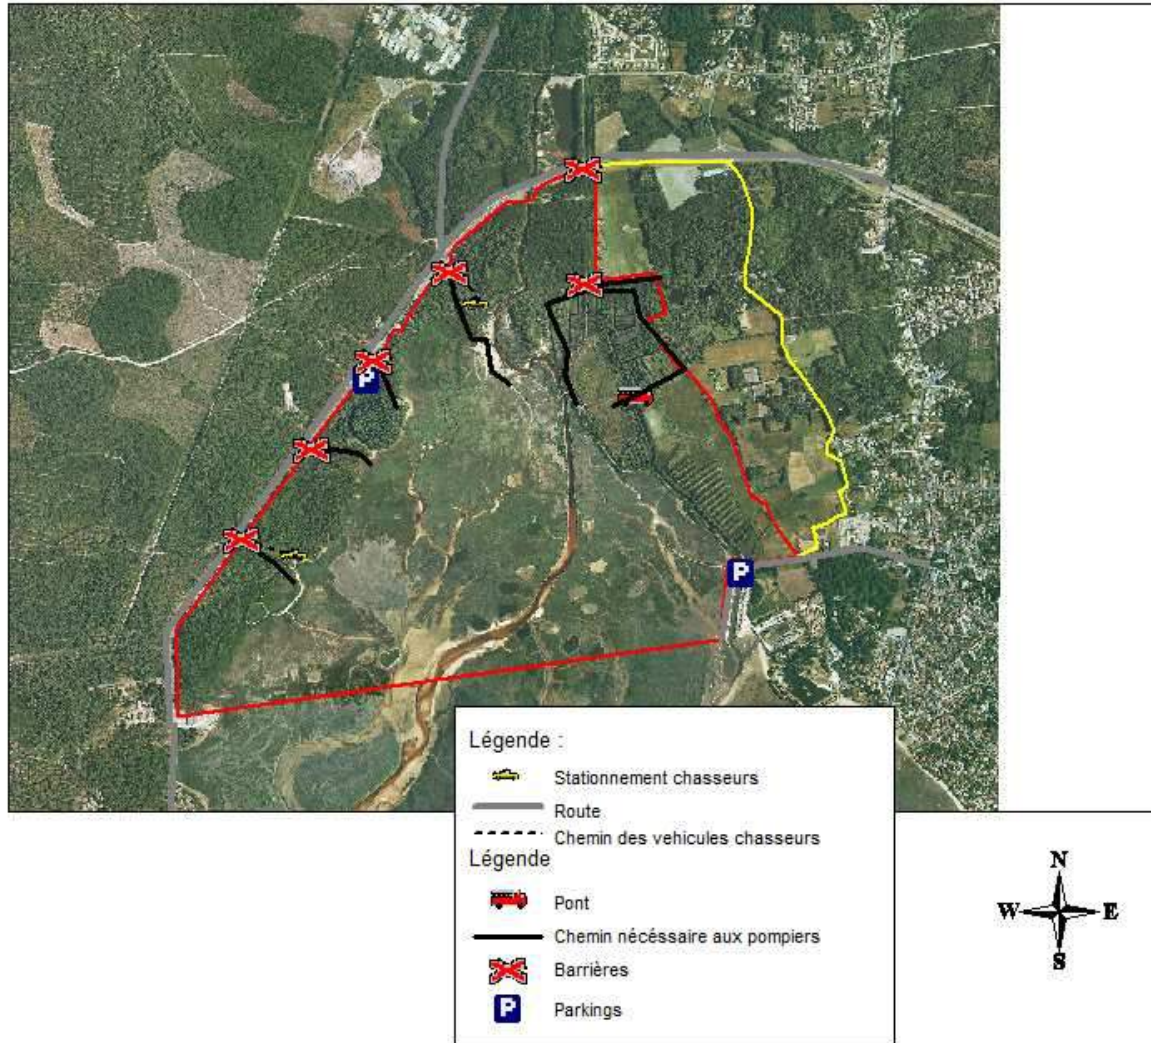 P
P
Légende :
Stationnement chasseurs
Route
Chemin des vehicules chasseurs
Légende
Pont
Chemin nécéssaire aux pompiers
Barrières
P
Parkings
N
W E
S